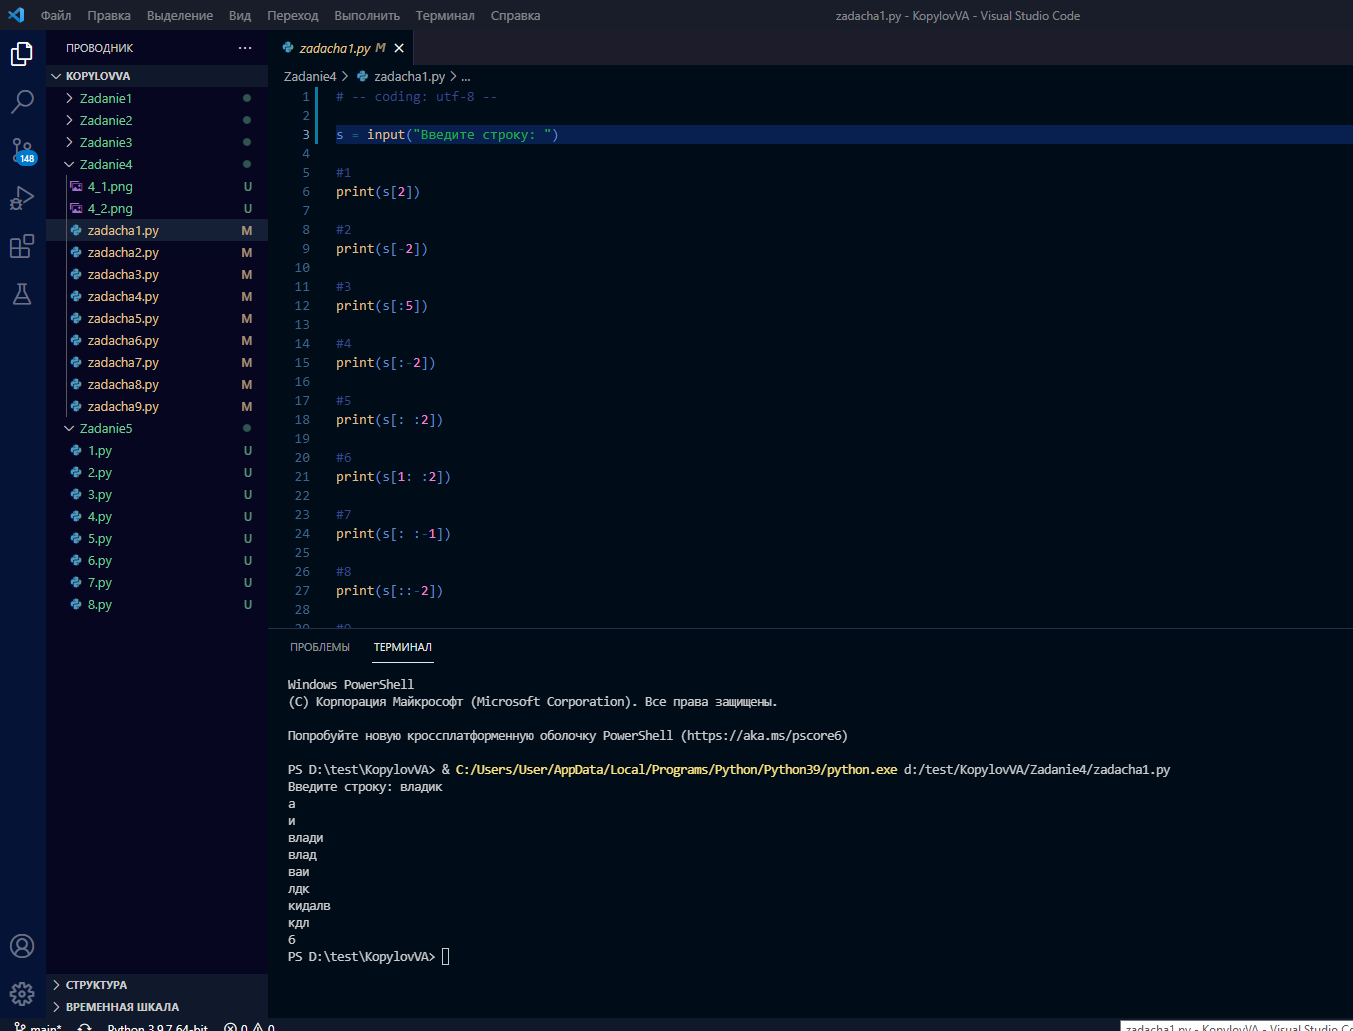 Файл Правка Выделение Вид Переход Выполнить Терминал Справка
zadacha1.py - KopylovVA - Visual Studio Code
ПРОВОДНИК ...
KOPYLOVVA
Zadanie1
Zadanie2
Zadanie3
Zadanie4
4_1.png U
4_2.png U
zadacha1.py M
zadacha2.py M
zadacha3.py M
zadacha4.py M
zadacha5.py M
zadacha6.py M
zadacha7.py M
zadacha8.py M
zadacha9.py M
Zadanie5
1.py U
2.py U
3.py U
4.py U
5.py U
6.py U
7.py U
8.py U
СТРУКТУРА
ВРЕМЕННАЯ ШКАЛА
148
zadacha1.py M
Zadanie4 > zadacha1.py > ...
1 # -- coding: utf-8 --
2
3 s = input("Введите строку: ")
4
5 #1
6 print(s[2])
7
8 #2
9 print(s[-2])
10
11 #3
12 print(s[:5])
13
14 #4
15 print(s[:-2])
16
17 #5
18 print(s[: :2])
19
20 #6
21 print(s[1: :2])
22
23 #7
24 print(s[: :-1])
25
26 #8
27 print(s[::-2])
28
29 #9
ПРОБЛЕМЫ ТЕРМИНАЛ
Windows PowerShell
(C) Корпорация Майкрософт (Microsoft Corporation). Все права защищены.
Попробуйте новую кроссплатформенную оболочку PowerShell (https://aka.ms/pscore6)
PS D:\test\KopylovVA> & C:/Users/User/AppData/Local/Programs/Python/Python39/python.exe d:/test/KopylovVA/Zadanie4/zadacha1.py
Введите строку: владик
а
и
влади
влад
ваи
лдк
кидалв
кдл
6
PS D:\test\KopylovVA>
main* Python 3.9.7 64-bit 0 0
zadacha1.py - KopylovVA - Visual Studio Co